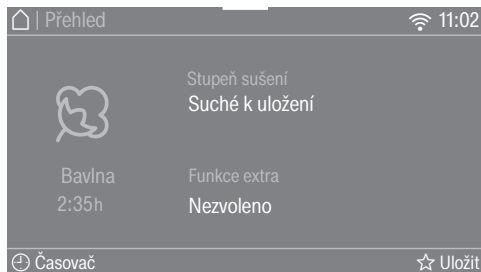 | Přehled 11:02
Stupeň sušení
Suché k uložení
Bavlna
2:35h
Funkce extra
Nezvoleno
Časovač Uložit